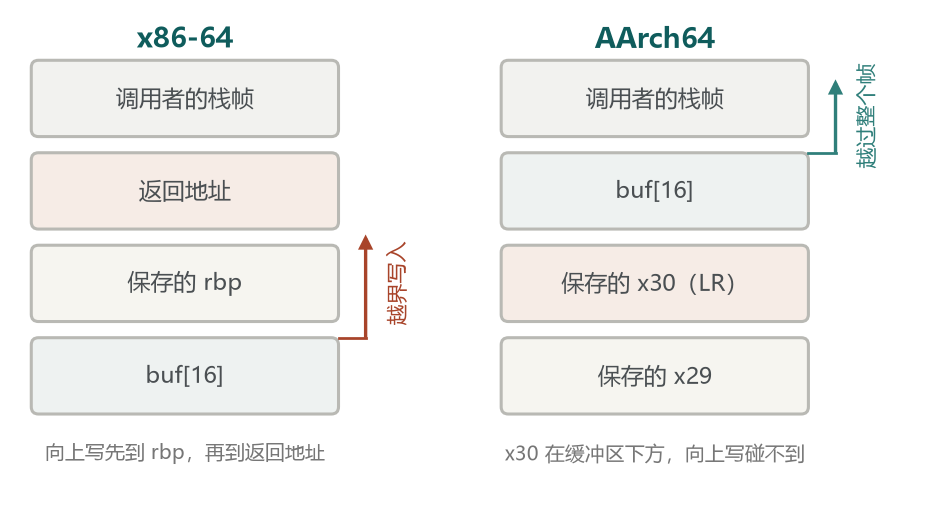 x86-64
调用者的栈帧
返回地址
保存的 rbp
buf[16]
越界写入
向上写先到 rbp，再到返回地址
AArch64
调用者的栈帧
buf[16]
保存的 x30（LR）
保存的 x29
越过整个帧
x30 在缓冲区下方，向上写碰不到